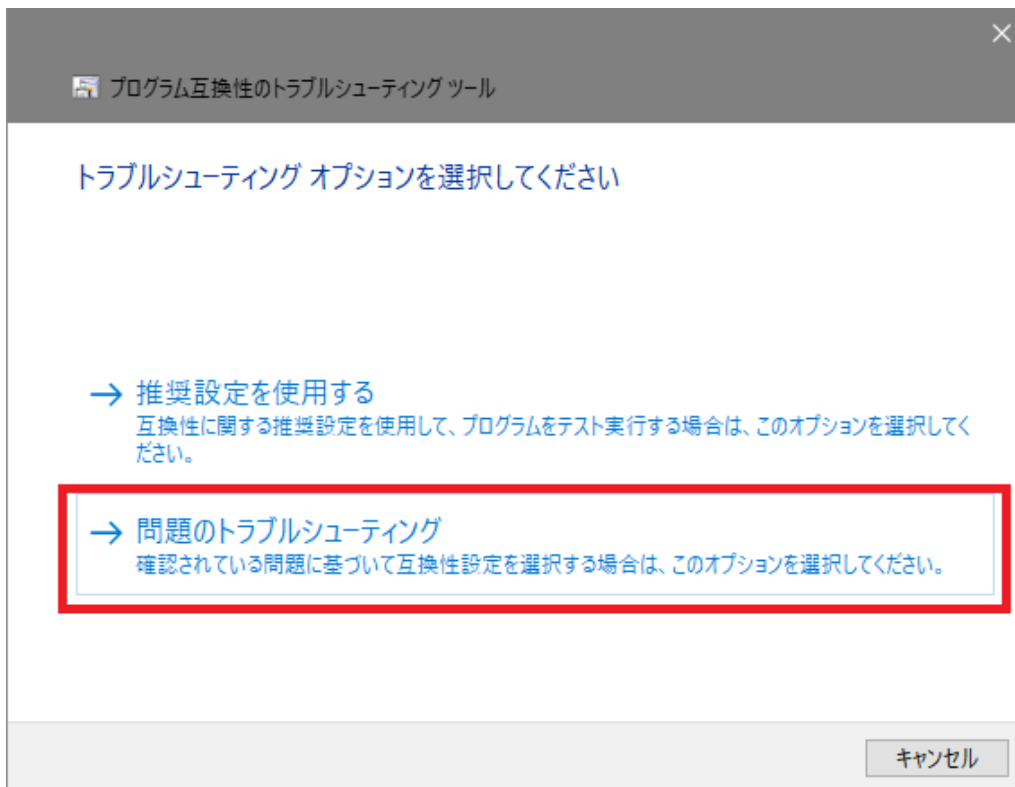 プログラム互換性のトラブルシューティング ツール
トラブルシューティング オプションを選択してください
→ 推奨設定を使用する
互換性に関する推奨設定を使用して、プログラムをテスト実行する場合は、このオプションを選択してく
ださい。
→ 問題のトラブルシューティング
確認されている問題に基づいて互換性設定を選択する場合は、このオプションを選択してください。
キャンセル